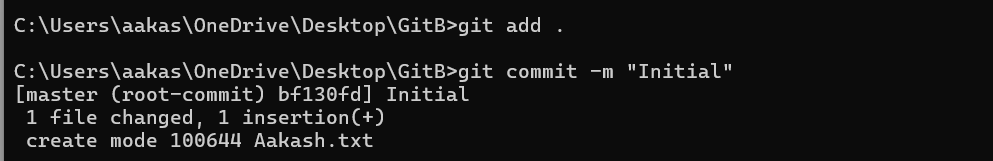 C:\Users\aakas\OneDrive\Desktop\GitB>git add .
C:\Users\aakas\OneDrive\Desktop\GitB>git commit -m "Initial"
[master (root-commit) bf130fd] Initial
 1 file changed, 1 insertion(+)
 create mode 100644 Aakash.txt